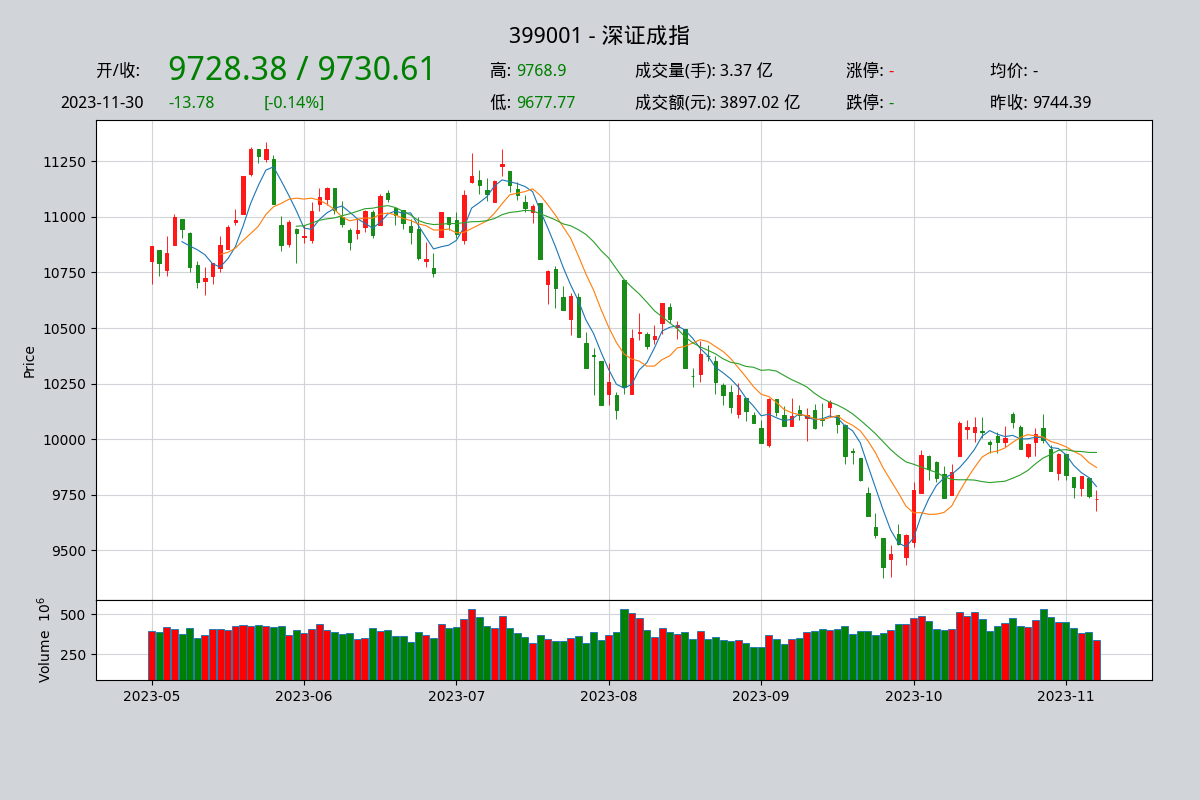 399001 - 深证成指
开/收: 9728.38 / 9730.61 高: 9768.9 成交量(手): 3.37 亿 涨停: - 均价: -
2023-11-30 -13.78 [-0.14%] 低: 9677.77 成交额(元): 3897.02 亿 跌停: - 昨收: 9744.39
11250
11000
10750
10500
10250
10000
9750
9500
Price
500
250
Volume 10⁶
2023-05 2023-06 2023-07 2023-08 2023-09 2023-10 2023-11